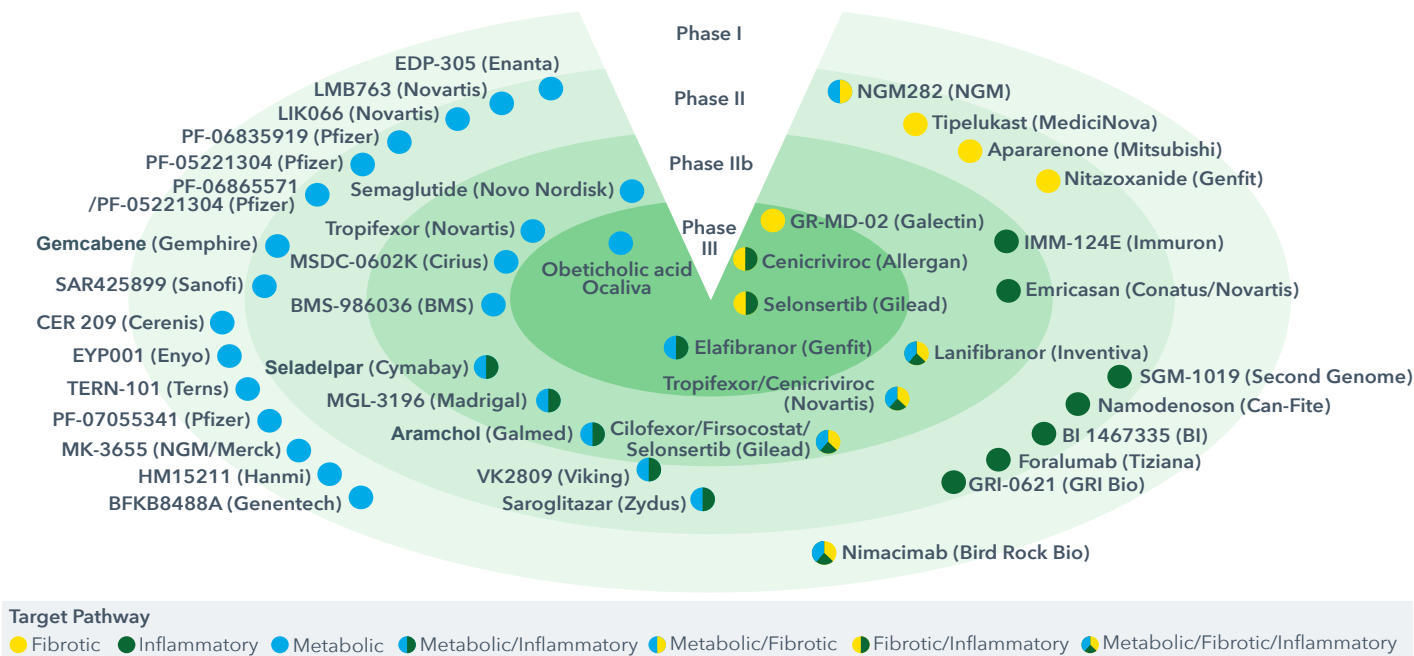 Phase I
Phase II
Phase IIb
Phase
III
EDP-305 (Enanta)
LMB763 (Novartis)
LIK066 (Novartis)
PF-06835919 (Pfizer)
PF-05221304 (Pfizer)
PF-06865571
/PF-05221304 (Pfizer)
Gemcabene (Gemphire)
SAR425899 (Sanofi)
CER 209 (Cerenis)
EYP001 (Enyo)
TERN-101 (Terns)
PF-07055341 (Pfizer)
MK-3655 (NGM/Merck)
HM15211 (Hanmi)
BFKB8488A (Genentech)
Semaglutide (Novo Nordisk)
Tropifexor (Novartis)
MSDC-0602K (Cirius)
BMS-986036 (BMS)
Seladelpar (Cymabay)
MGL-3196 (Madrigal)
Aramchol (Galmed)
VK2809 (Viking)
Saroglitazar (Zydus)
Obeticholic acid
Ocaliva
NGM282 (NGM)
Tipelukast (MediciNova)
Apararenone (Mitsubishi)
Nitazoxanide (Genfit)
GR-MD-02 (Galectin)
IMM-124E (Immuron)
Cenicriviroc (Allergan)
Emricasan (Conatus/Novartis)
Selonsertib (Gilead)
Elafibranor (Genfit)
Lanifibranor (Inventiva)
Tropifexor/Cenicriviroc
(Novartis)
Cilofexor/Firsocostat/
Selonsertib (Gilead)
SGM-1019 (Second Genome)
Namodenoson (Can-Fite)
BI 1467335 (BI)
Foralumab (Tiziana)
GRI-0621 (GRI Bio)
Nimacimab (Bird Rock Bio)
Target Pathway
Fibrotic Inflammatory Metabolic Metabolic/Inflammatory Metabolic/Fibrotic Fibrotic/Inflammatory Metabolic/Fibrotic/Inflammatory